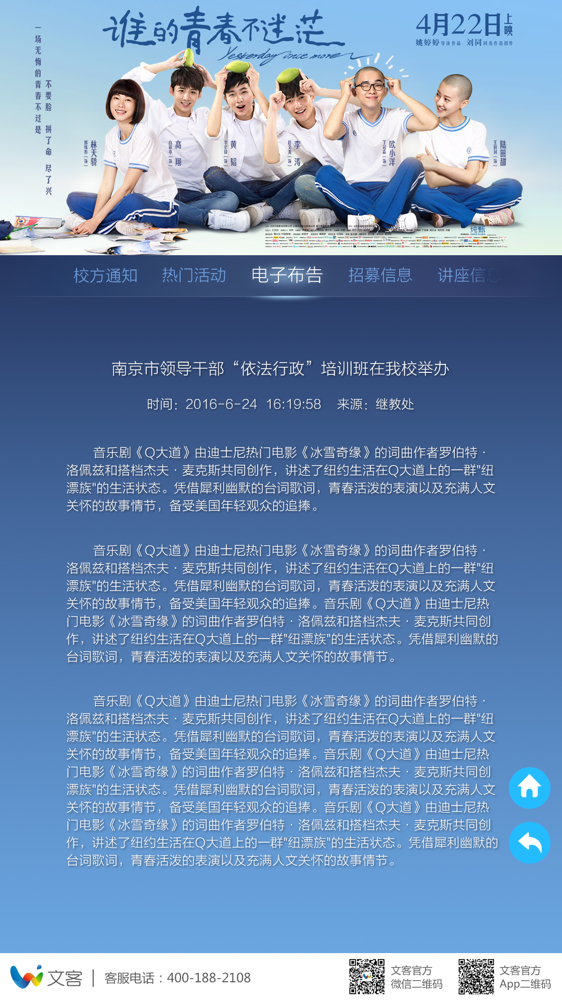 谁的青春不迷茫
Yesterday once more
4月22日上映
姚婷婷导演作品 刘同同名作品创作
一场无悔的青春不过是
不要脸 拼了命 尽了兴
林天骄
郭姝彤(饰)
高翔
白敬亭(饰)
黄韬
李宏毅(饰)
李涛
赵文龙(饰)
欧小洋
丁冠森(饰)
陆田甜
王鹤润(饰)
纯甄
校方通知 热门活动 电子布告 招募信息 讲座信息
南京市领导干部“依法行政”培训班在我校举办
时间：2016-6-24 16:19:58 来源：继教处
音乐剧《Q大道》由迪士尼热门电影《冰雪奇缘》的词曲作者罗伯特·
洛佩兹和搭档杰夫·麦克斯共同创作，讲述了纽约生活在Q大道上的一群"纽
漂族"的生活状态。凭借犀利幽默的台词歌词，青春活泼的表演以及充满人文
关怀的故事情节，备受美国年轻观众的追捧。
音乐剧《Q大道》由迪士尼热门电影《冰雪奇缘》的词曲作者罗伯特·
洛佩兹和搭档杰夫·麦克斯共同创作，讲述了纽约生活在Q大道上的一群"纽
漂族"的生活状态。凭借犀利幽默的台词歌词，青春活泼的表演以及充满人文
关怀的故事情节，备受美国年轻观众的追捧。音乐剧《Q大道》由迪士尼热
门电影《冰雪奇缘》的词曲作者罗伯特·洛佩兹和搭档杰夫·麦克斯共同创
作，讲述了纽约生活在Q大道上的一群"纽漂族"的生活状态。凭借犀利幽默的
台词歌词，青春活泼的表演以及充满人文关怀的故事情节。
音乐剧《Q大道》由迪士尼热门电影《冰雪奇缘》的词曲作者罗伯特·
洛佩兹和搭档杰夫·麦克斯共同创作，讲述了纽约生活在Q大道上的一群"纽
漂族"的生活状态。凭借犀利幽默的台词歌词，青春活泼的表演以及充满人文
关怀的故事情节，备受美国年轻观众的追捧。音乐剧《Q大道》由迪士尼热
门电影《冰雪奇缘》的词曲作者罗伯特·洛佩兹和搭档杰夫·麦克斯共同创
漂族"的生活状态。凭借犀利幽默的台词歌词，青春活泼的表演以及充满人文
关怀的故事情节，备受美国年轻观众的追捧。音乐剧《Q大道》由迪士尼热
门电影《冰雪奇缘》的词曲作者罗伯特·洛佩兹和搭档杰夫·麦克斯共同创
作，讲述了纽约生活在Q大道上的一群"纽漂族"的生活状态。凭借犀利幽默的
台词歌词，青春活泼的表演以及充满人文关怀的故事情节。
文客
客服电话：400-188-2108
文客官方
微信二维码
文客官方
App二维码